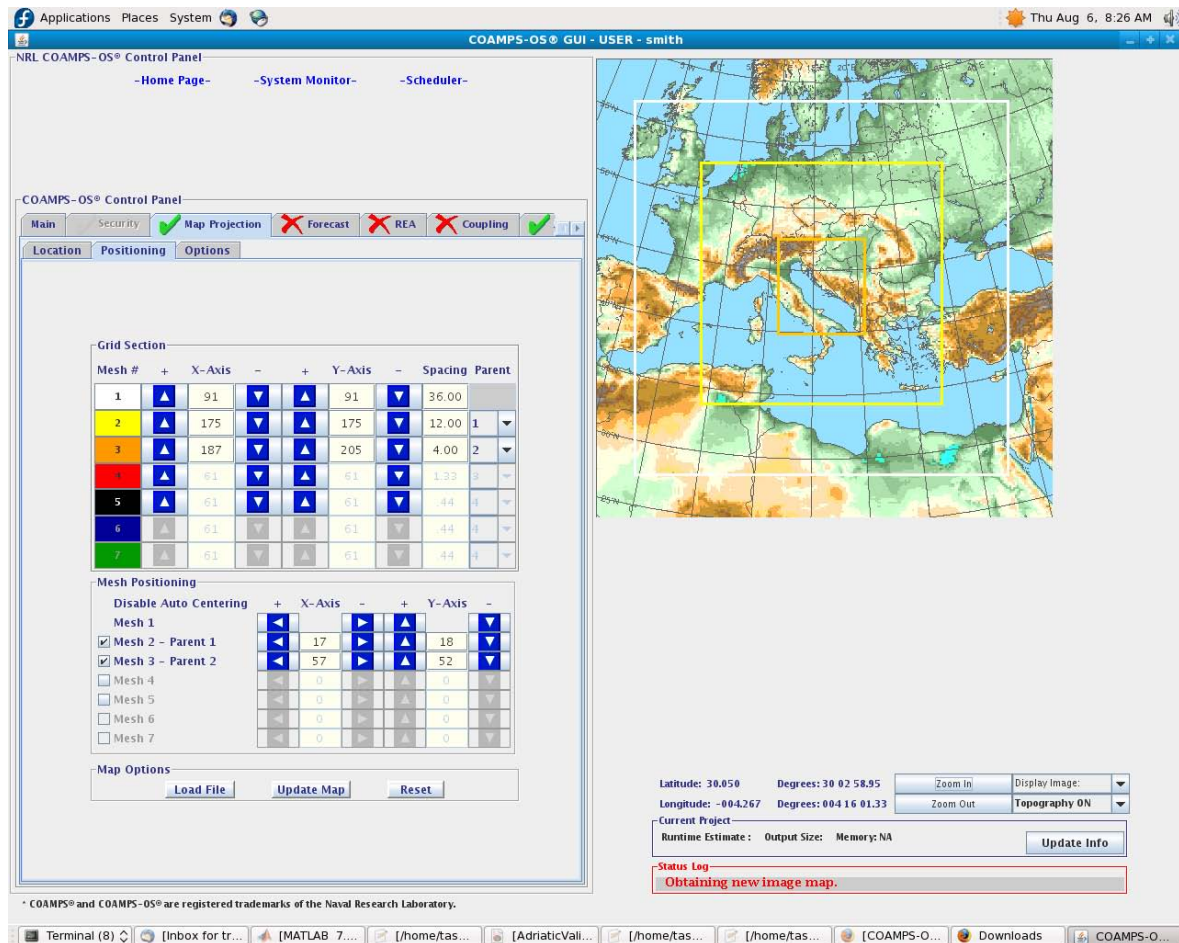 Applications Places System Thu Aug 6, 8:26 AM
COAMPS-OS® GUI - USER - smith
NRL COAMPS-OS® Control Panel
-Home Page- -System Monitor- -Scheduler-
COAMPS-OS® Control Panel
Main Security Map Projection Forecast REA Coupling
Location Positioning Options
Grid Section
Mesh # + X-Axis - + Y-Axis - Spacing Parent
1 91 91 36.00
2 175 175 12.00 1
3 187 205 4.00 2
4 61 61 1.33 3
5 61 61 .44 4
6 61 61 .44 4
7 61 61 .44 4
Mesh Positioning
Disable Auto Centering + X-Axis - + Y-Axis -
Mesh 1
Mesh 2 - Parent 1 17 18
Mesh 3 - Parent 2 57 52
Mesh 4 0 0
Mesh 5 0 0
Mesh 6 0 0
Mesh 7 0 0
Map Options
Load File Update Map Reset
Latitude: 30.050 Degrees: 30 02 58.95 Zoom In Display Image:
Longitude: -004.267 Degrees: 004 16 01.33 Zoom Out Topography ON
Current Project
Runtime Estimate : Output Size: Memory: NA Update Info
Status Log
Obtaining new image map.
* COAMPS® and COAMPS-OS® are registered trademarks of the Naval Research Laboratory.
Terminal (8) [Inbox for tr... [MATLAB 7.... [/home/tas... [AdriaticVali... [/home/tas... [/home/tas... [COAMPS-O... Downloads COAMPS-O...